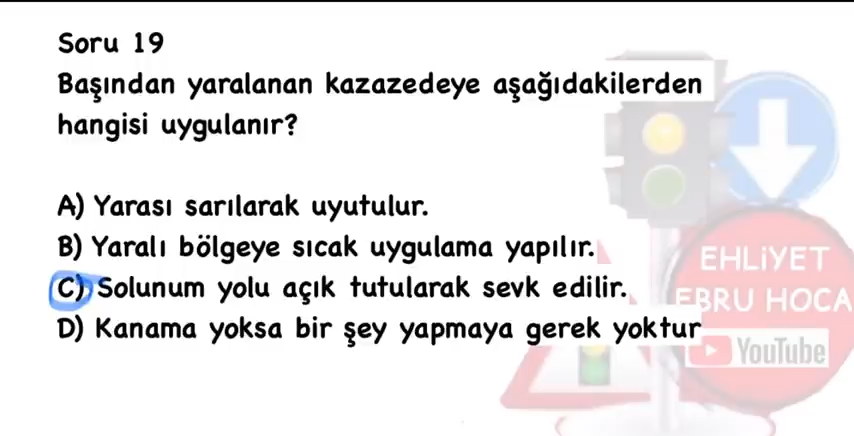 Soru 19
Başından yaralanan kazazedeye aşağıdakilerden
hangisi uygulanır?
A) Yarası sarılarak uyutulur.
B) Yaralı bölgeye sıcak uygulama yapılır.
C) Solunum yolu açık tutularak sevk edilir.
D) Kanama yoksa bir şey yapmaya gerek yoktur
EHLİYET
EBRU HOCA
YouTube